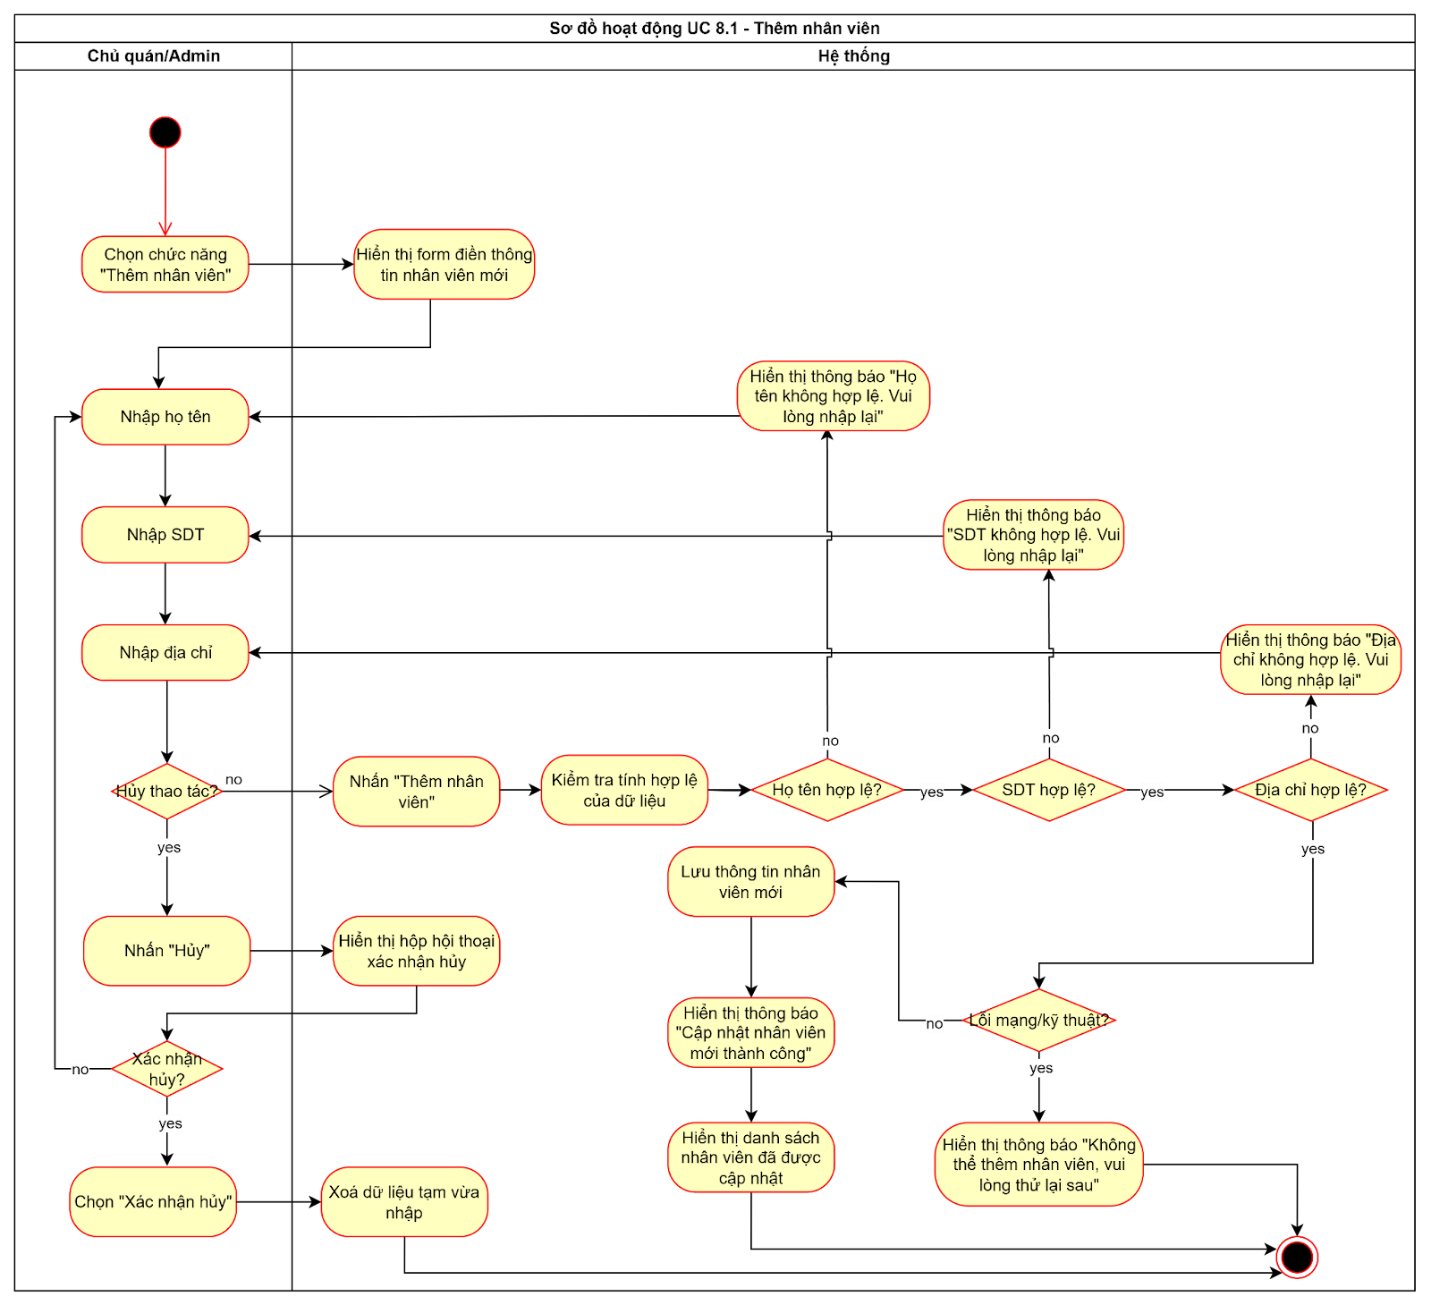 Sơ đồ hoạt động UC 8.1 - Thêm nhân viên
Chủ quán/Admin
Hệ thống
Chọn chức năng
"Thêm nhân viên"
Hiển thị form điền thông
tin nhân viên mới
Nhập họ tên
Hiển thị thông báo "Họ
tên không hợp lệ. Vui
lòng nhập lại"
Nhập SDT
Hiển thị thông báo
"SDT không hợp lệ. Vui
lòng nhập lại"
Nhập địa chỉ
Hiển thị thông báo "Địa
chỉ không hợp lệ. Vui
lòng nhập lại"
no
no
no
Hủy thao tác?
no
Nhấn "Thêm nhân
viên"
Kiểm tra tính hợp lệ
của dữ liệu
Họ tên hợp lệ?
yes
SDT hợp lệ?
yes
Địa chỉ hợp lệ?
yes
yes
Lưu thông tin nhân
viên mới
Nhấn "Hủy"
Hiển thị hộp hội thoại
xác nhận hủy
Hiển thị thông báo
"Cập nhật nhân viên
mới thành công"
no
Lỗi mạng/kỹ thuật?
yes
no
Xác nhận
hủy?
yes
Hiển thị danh sách
nhân viên đã được
cập nhật
Hiển thị thông báo "Không
thể thêm nhân viên, vui
lòng thử lại sau"
Chọn "Xác nhận hủy"
Xoá dữ liệu tạm vừa
nhập